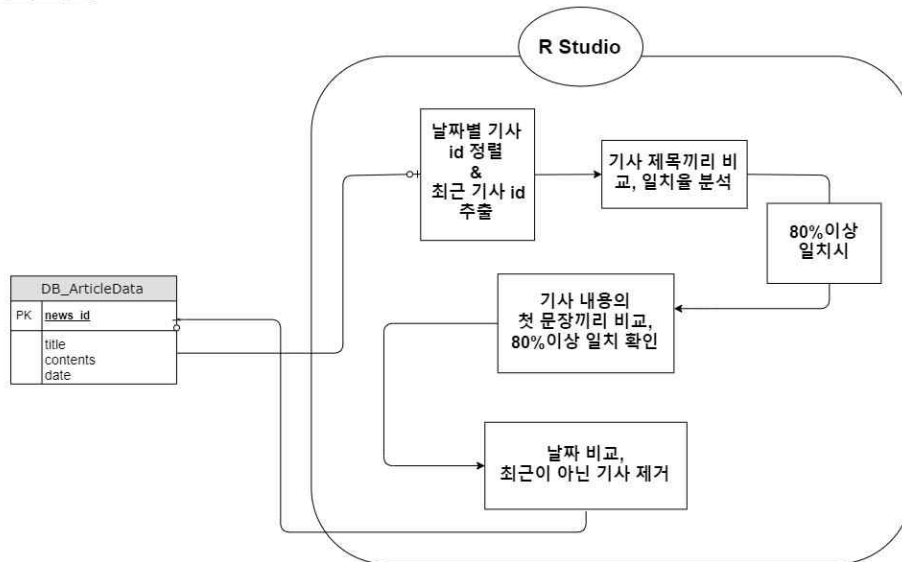 R Studio
날짜별 기사
id 정렬
&
최근 기사 id
추출
기사 제목끼리 비
교, 일치율 분석
80%이상
일치시
DB_ArticleData
PK news_id
title
contents
date
기사 내용의
첫 문장끼리 비교,
80%이상 일치 확인
날짜 비교,
최근이 아닌 기사 제거